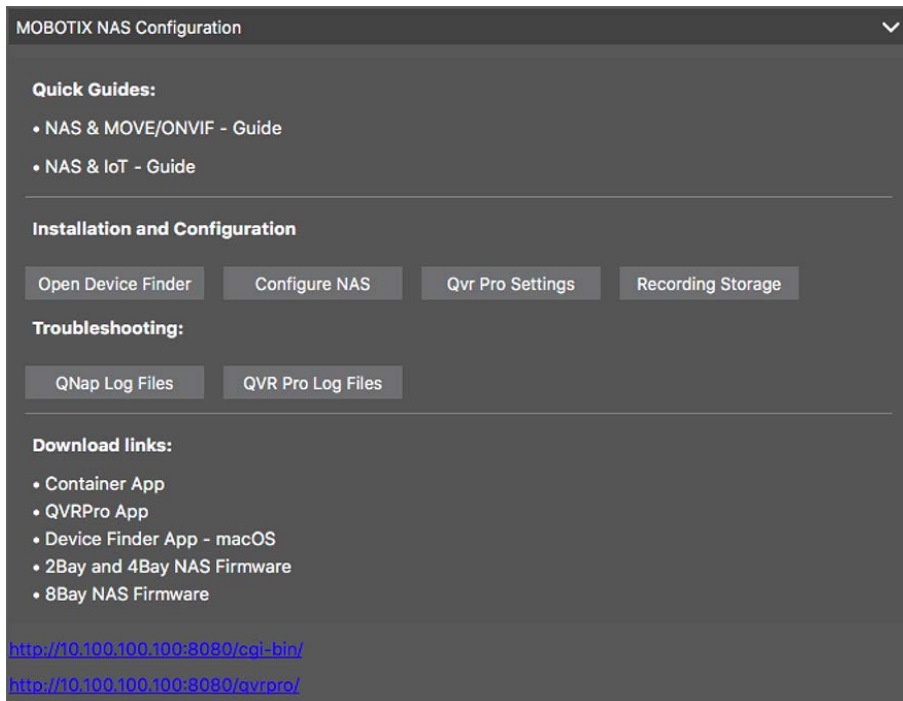 MOBOTIX NAS Configuration
Quick Guides:
• NAS & MOVE/ONVIF - Guide
• NAS & IoT - Guide
Installation and Configuration
Open Device Finder Configure NAS Qvr Pro Settings Recording Storage
Troubleshooting:
QNap Log Files QVR Pro Log Files
Download links:
• Container App
• QVRPro App
• Device Finder App - macOS
• 2Bay and 4Bay NAS Firmware
• 8Bay NAS Firmware
http://10.100.100.100:8080/cgi-bin/
http://10.100.100.100:8080/qvrpro/